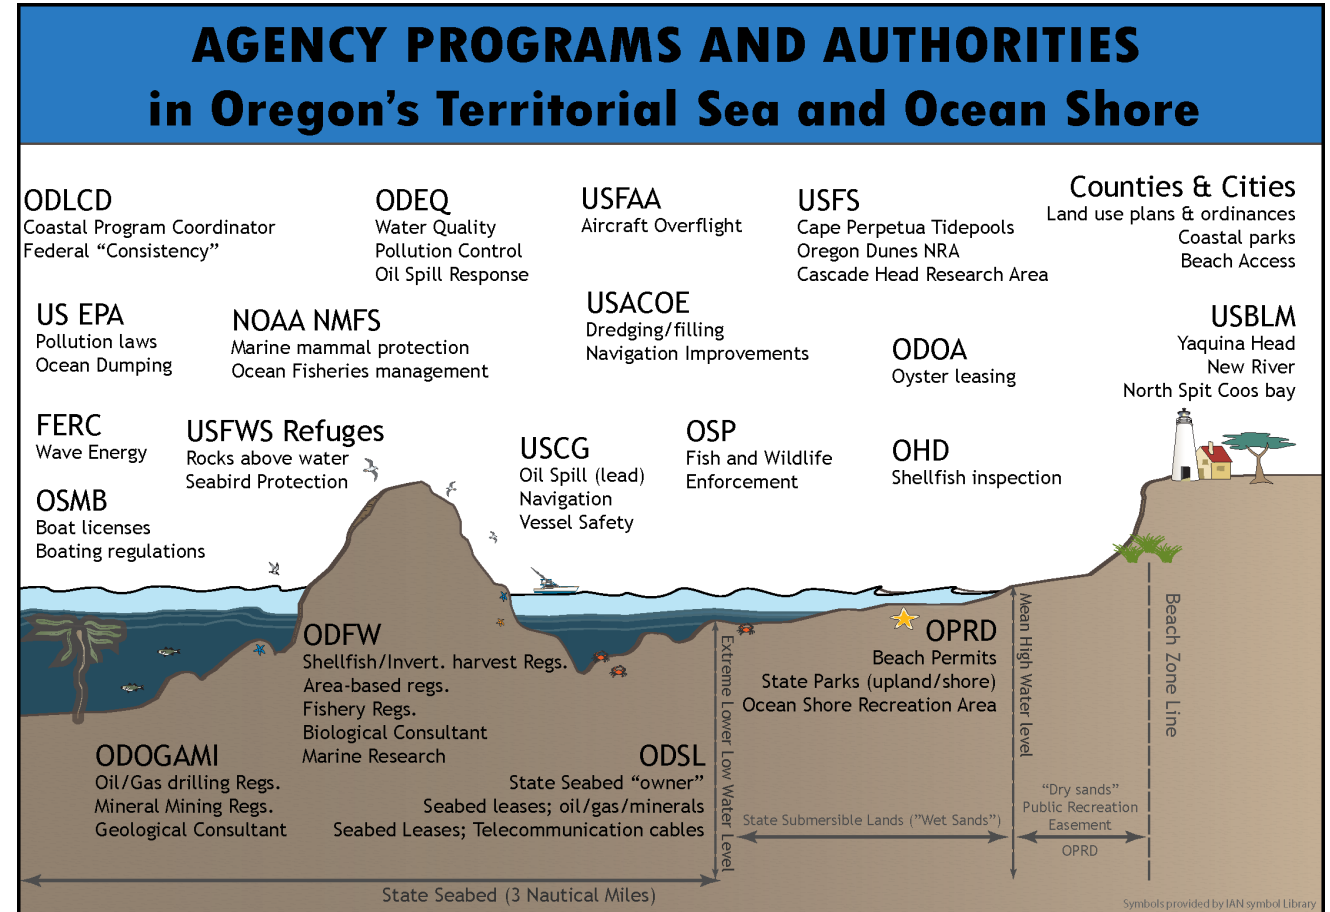 AGENCY PROGRAMS AND AUTHORITIES
in Oregon's Territorial Sea and Ocean Shore
ODLCD
Coastal Program Coordinator
Federal “Consistency”
ODEQ
Water Quality
Pollution Control
Oil Spill Response
USFAA
Aircraft Overflight
USFS
Cape Perpetua Tidepools
Oregon Dunes NRA
Cascade Head Research Area
Counties & Cities
Land use plans & ordinances
Coastal parks
Beach Access
US EPA
Pollution laws
Ocean Dumping
NOAA NMFS
Marine mammal protection
Ocean Fisheries management
USACOE
Dredging/filling
Navigation Improvements
ODOA
Oyster leasing
USBLM
Yaquina Head
New River
North Spit Coos bay
FERC
Wave Energy
USFWS Refuges
Rocks above water
Seabird Protection
USCG
Oil Spill (lead)
Navigation
Vessel Safety
OSP
Fish and Wildlife
Enforcement
OHD
Shellfish inspection
OSMB
Boat licenses
Boating regulations
ODFW
Shellfish/Invert. harvest Regs.
Area-based regs.
Fishery Regs.
Biological Consultant
Marine Research
OPRD
Beach Permits
State Parks (upland/shore)
Ocean Shore Recreation Area
ODOGAMI
Oil/Gas drilling Regs.
Mineral Mining Regs.
Geological Consultant
ODSL
State Seabed “owner”
Seabed leases; oil/gas/minerals
Seabed Leases; Telecommunication cables
Extreme Lower Low Water Level
Mean High Water level
Beach Zone Line
State Submersible Lands (”Wet Sands”)
“Dry sands”
Public Recreation
Easement
OPRD
State Seabed (3 Nautical Miles)
Symbols provided by IAN symbol Library